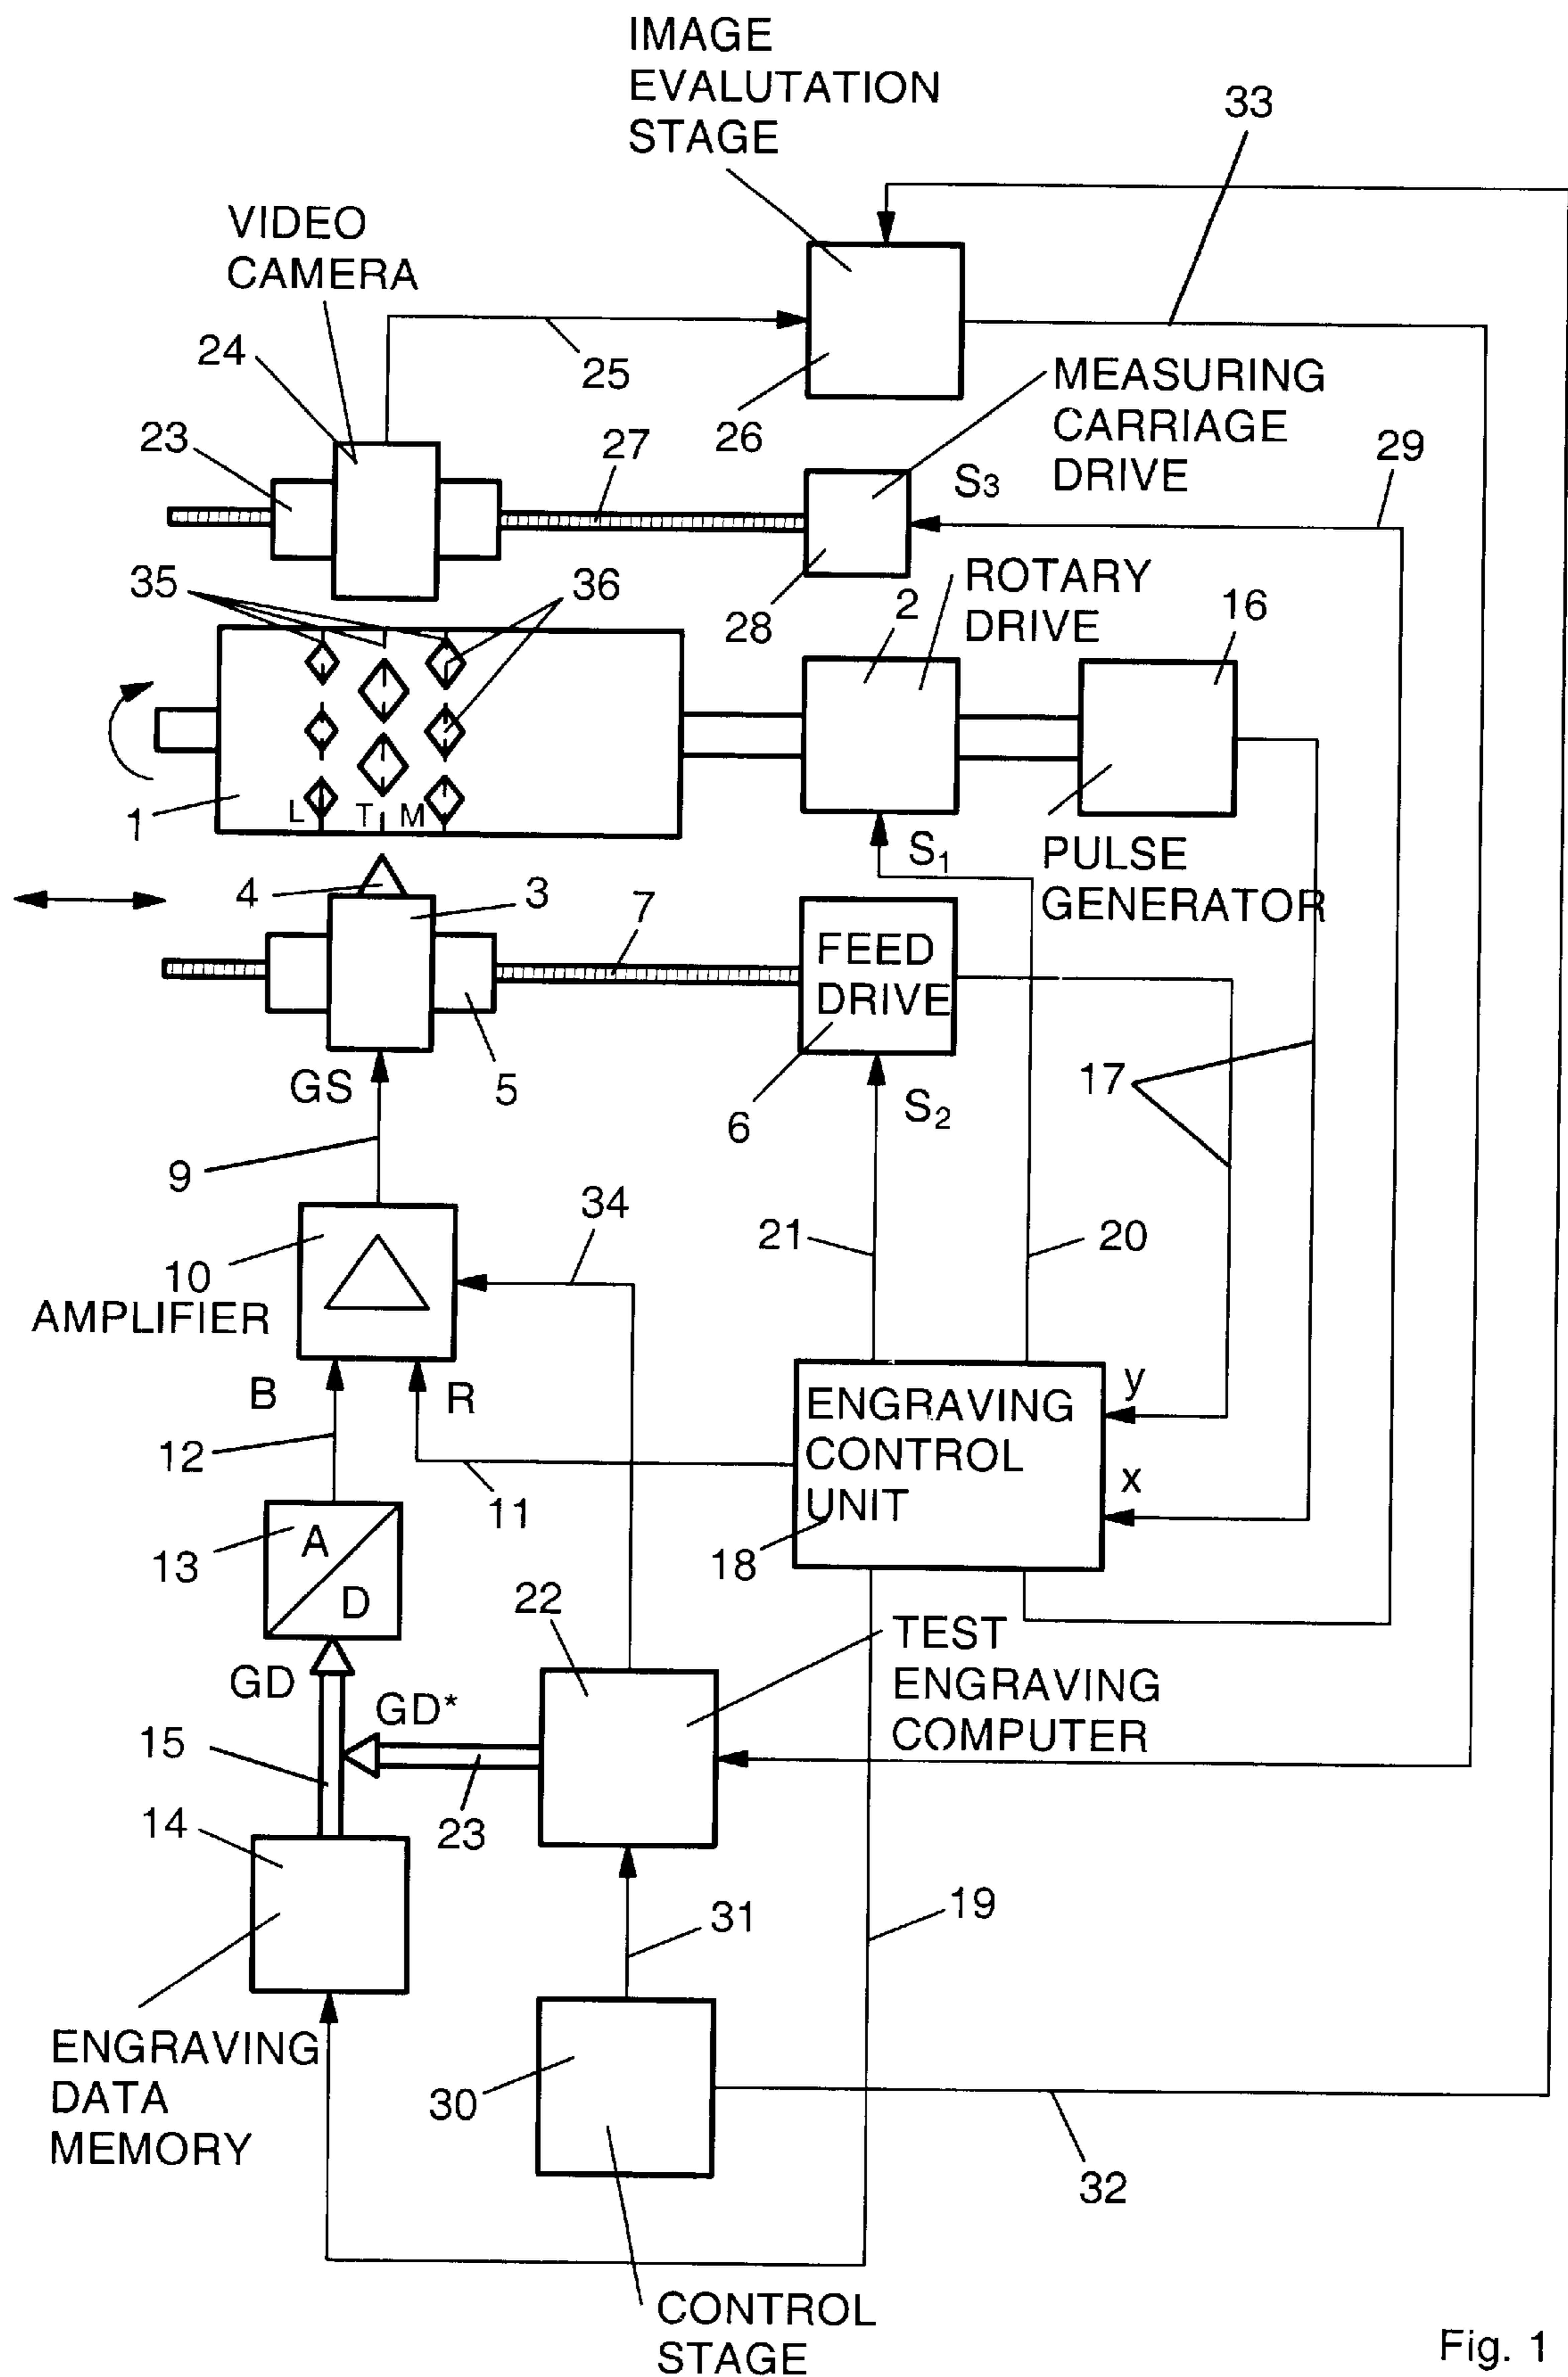 IMAGE
EVALUTATION
STAGE
33
VIDEO
CAMERA
24
25
26
MEASURING
CARRIAGE
DRIVE
23
27
S3
29
35
36
28
2
ROTARY
DRIVE
16
L T M
1
S1
PULSE
GENERATOR
4
3
7
FEED
DRIVE
GS
5
6
S2
17
9
34
21
20
10
AMPLIFIER
B
R
y
ENGRAVING
CONTROL
UNIT
x
12
11
18
13
A
D
22
TEST
ENGRAVING
COMPUTER
GD
GD*
15
14
23
19
31
ENGRAVING
DATA
MEMORY
30
32
CONTROL
STAGE
Fig. 1